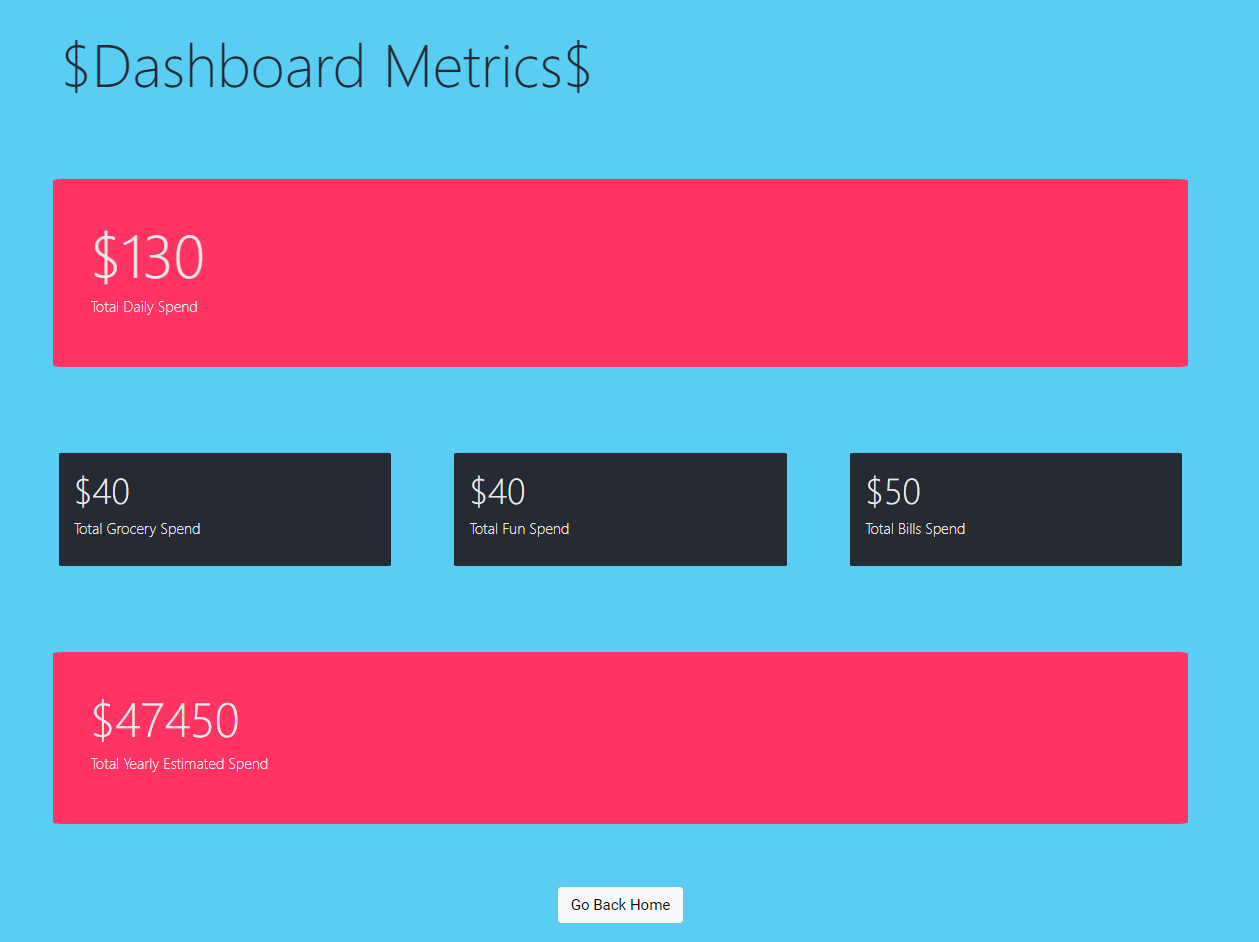 $Dashboard Metrics$
$130
Total Daily Spend
$40
Total Grocery Spend
$40
Total Fun Spend
$50
Total Bills Spend
$47450
Total Yearly Estimated Spend
Go Back Home